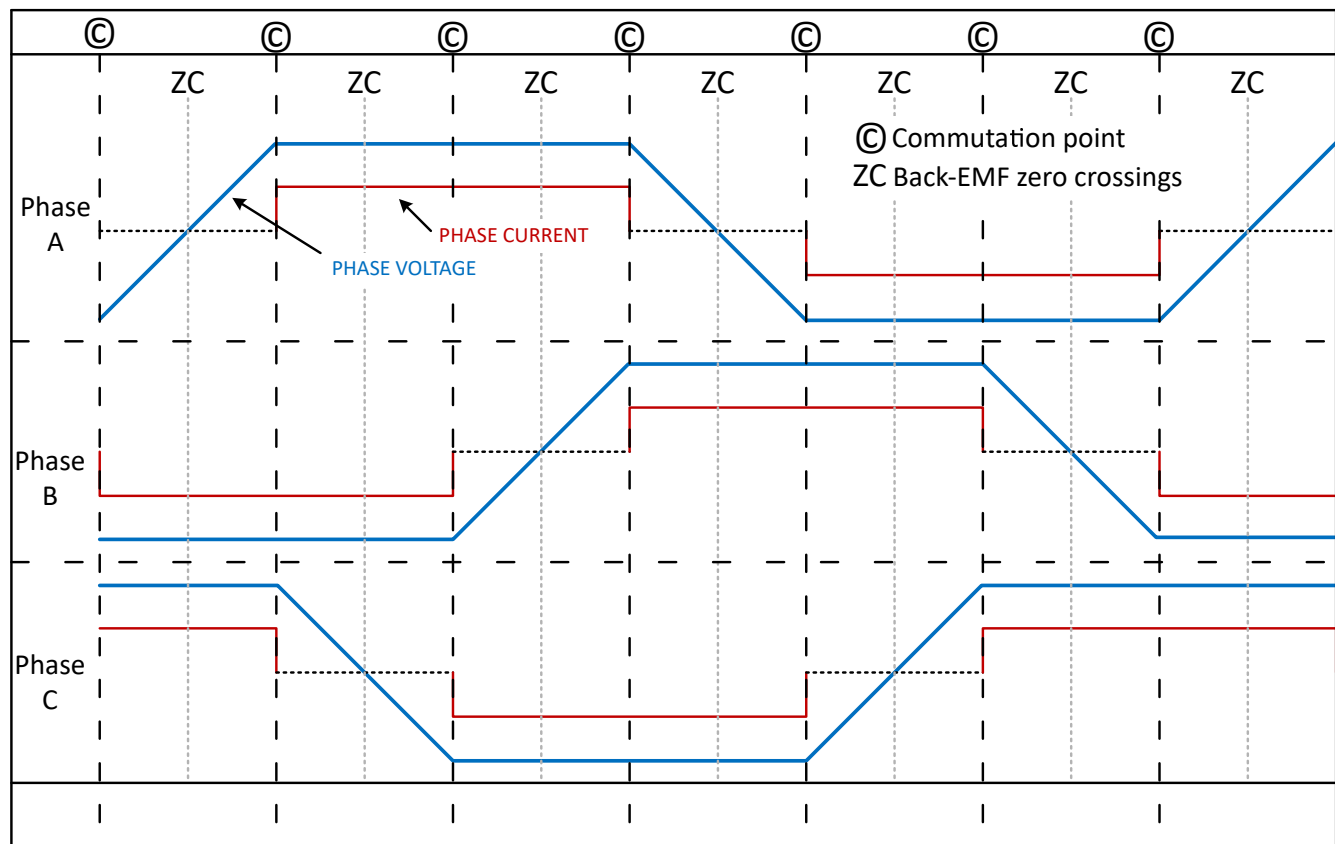 © © © © © © ©
ZC ZC ZC ZC ZC ZC ZC
© Commutation point
ZC Back-EMF zero crossings
Phase
A
PHASE CURRENT
PHASE VOLTAGE
Phase
B
Phase
C